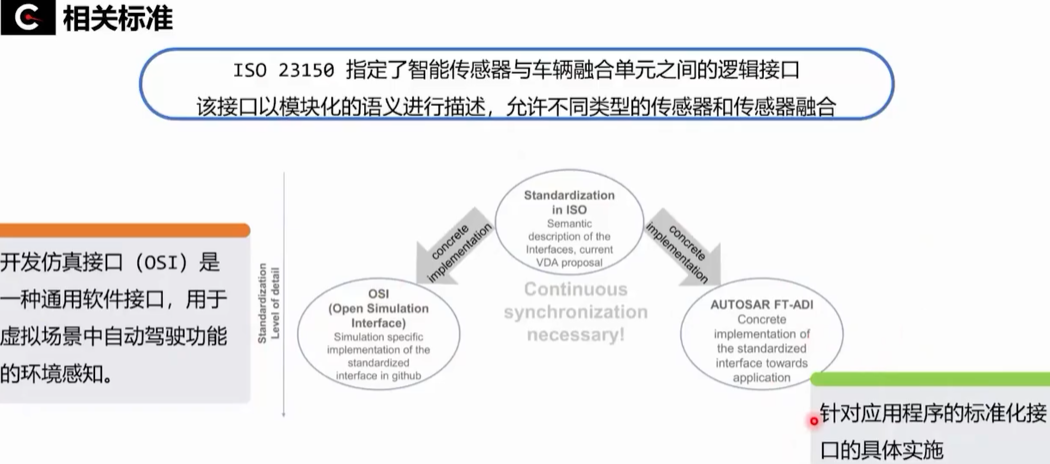 相关标准
ISO 23150 指定了智能传感器与车辆融合单元之间的逻辑接口
该接口以模块化的语义进行描述，允许不同类型的传感器和传感器融合
Standardization
in ISO
Semantic
description of the
Interfaces, current
VDA proposal
concrete
implementation
concrete
implementation
开发仿真接口（OSI）是
一种通用软件接口，用于
虚拟场景中自动驾驶功能
的环境感知。
Standardization
Level of detail
OSI
(Open Simulation
Interface)
Simulation specific
implementation of the
standardized
interface in github
Continuous
synchronization
necessary!
AUTOSAR FT-ADI
Concrete
implementation of
the standardized
interface towards
application
针对应用程序的标准化接
口的具体实施